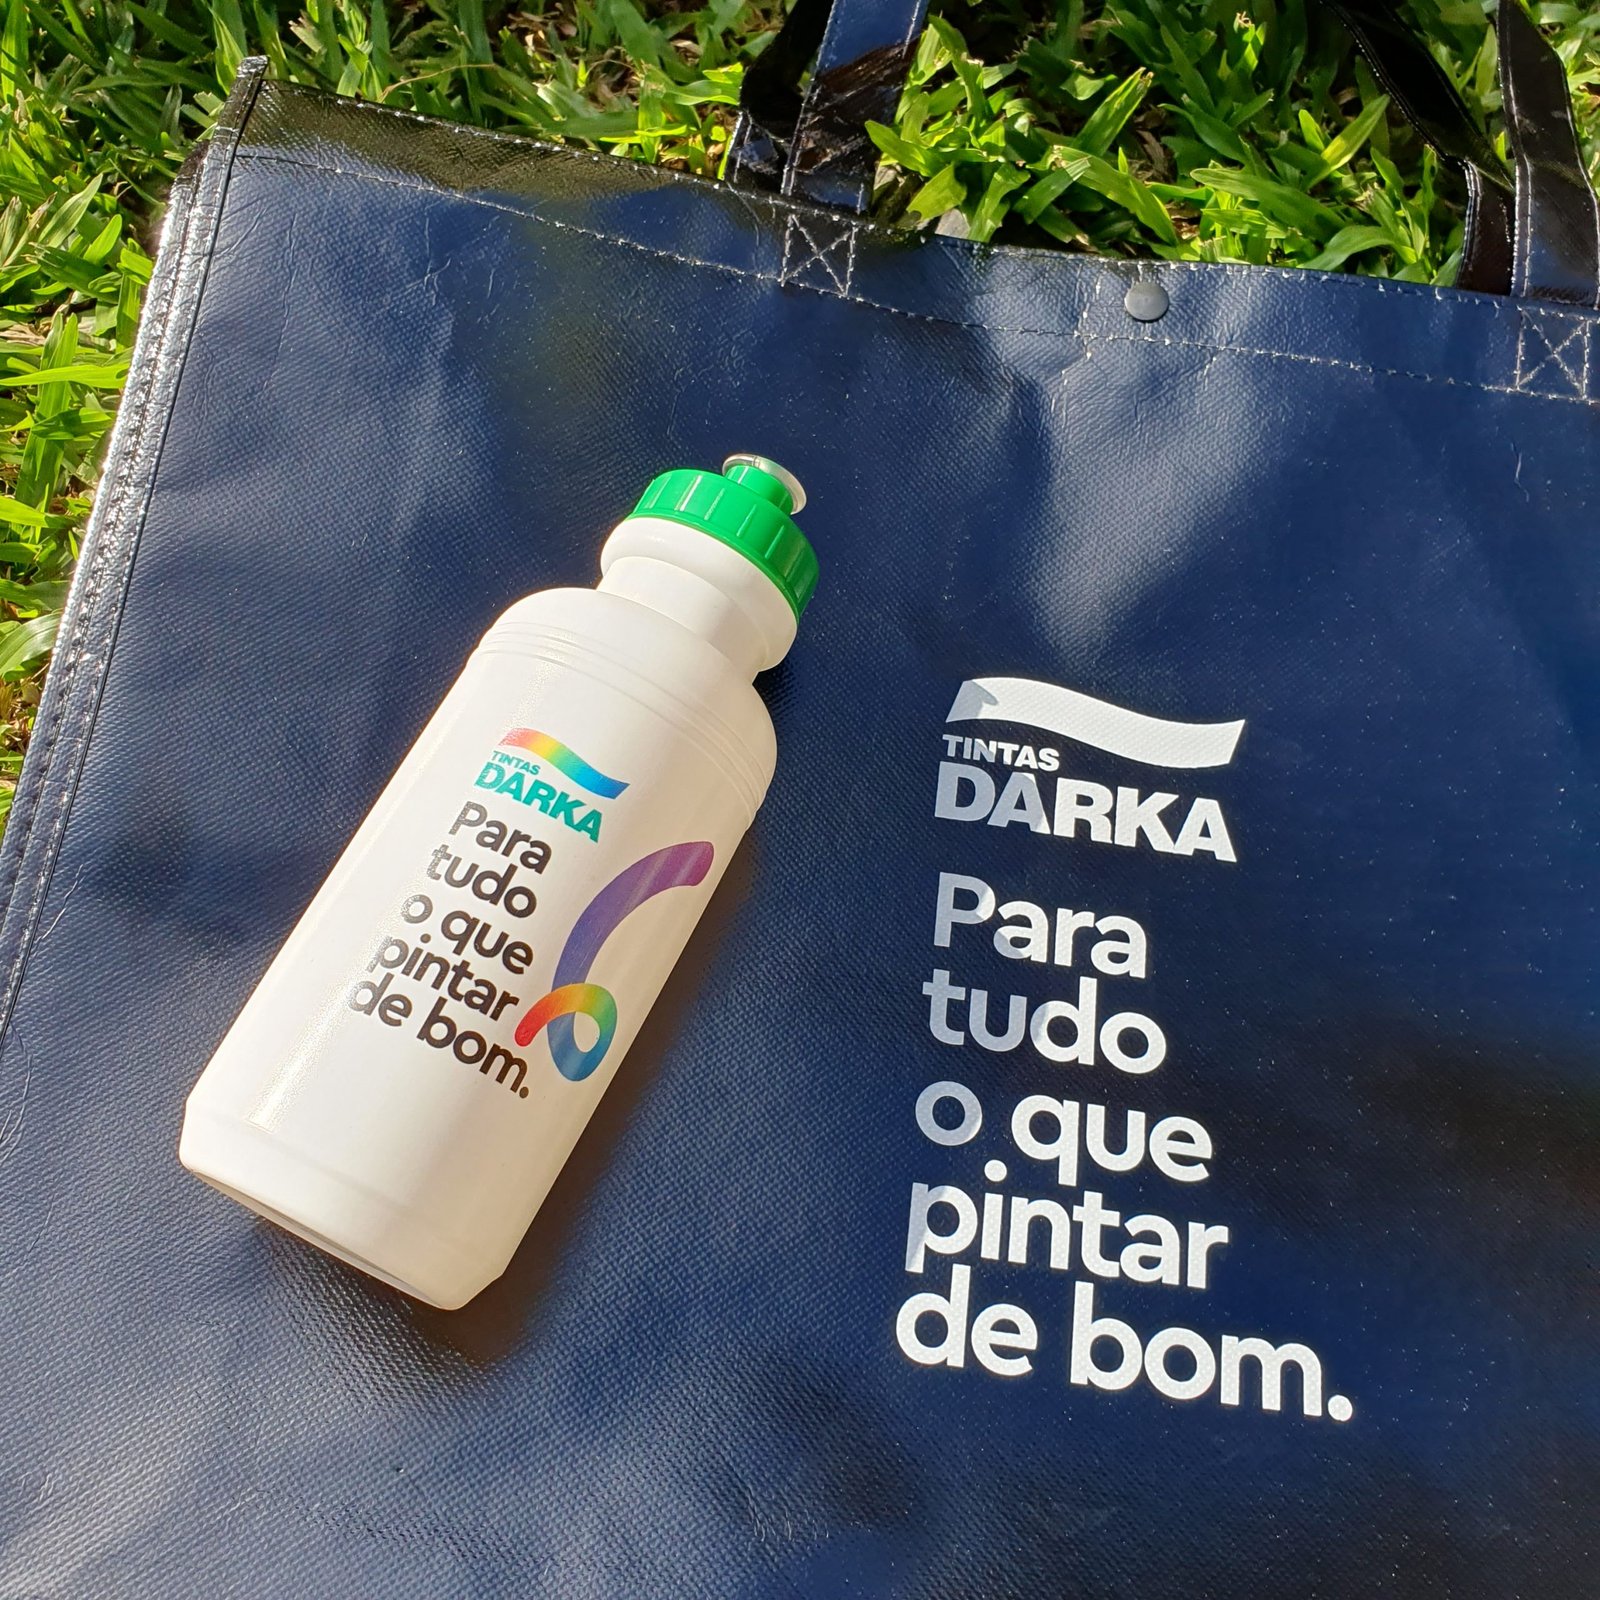 TINTAS
DARKA
Para
tudo
o que
pintar
de bom.
TINTAS
DARKA
Para
tudo
o que
pintar
de bom.